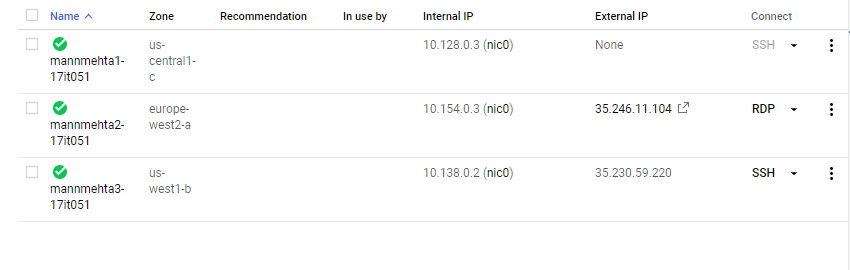 Name Zone Recommendation In use by Internal IP External IP Connect
us- 10.128.0.3 (nic0) None SSH
mannmehta1- central1-
17it051 c
europe- 10.154.0.3 (nic0) 35.246.11.104 RDP
mannmehta2- west2-a
17it051
us- 10.138.0.2 (nic0) 35.230.59.220 SSH
mannmehta3- west1-b
17it051